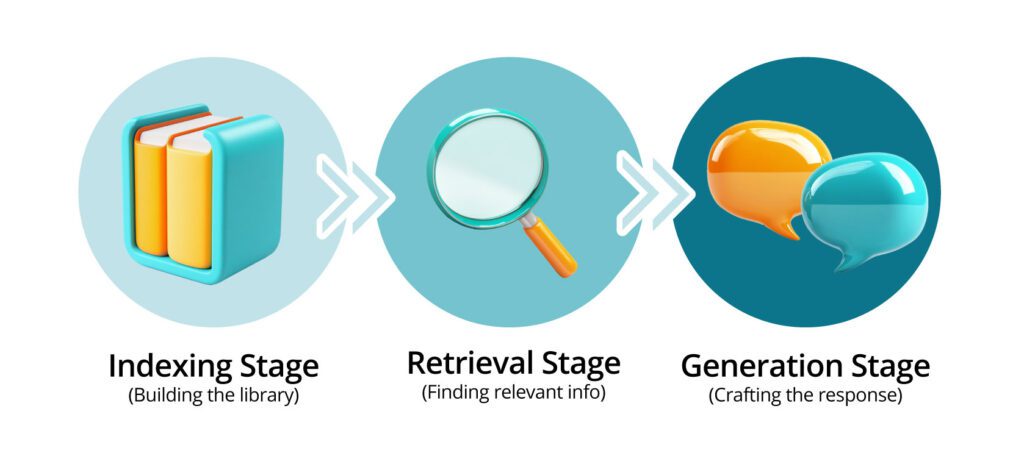 Indexing Stage
(Building the library)
Retrieval Stage
(Finding relevant info)
Generation Stage
(Crafting the response)